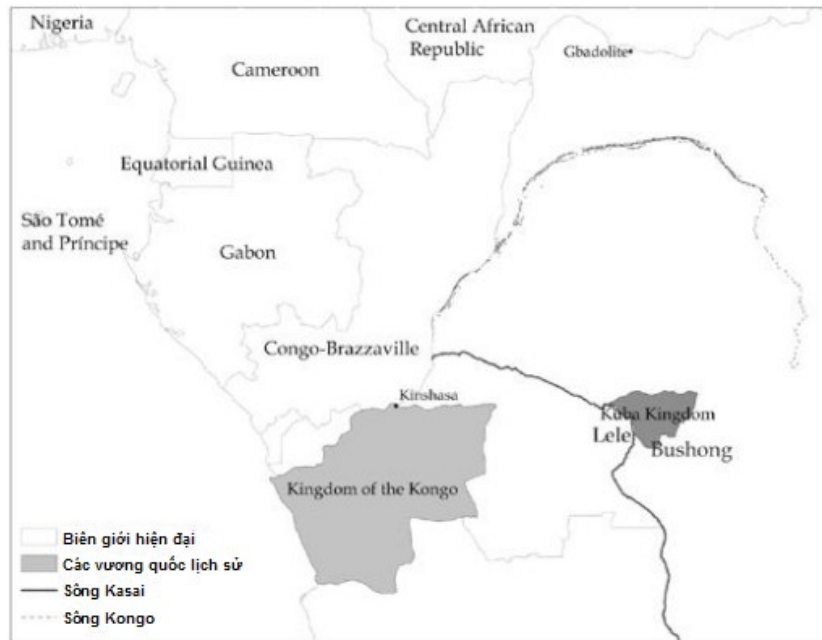 Nigeria
Central African
Republic
Gbadolite
Cameroon
Equatorial Guinea
São Tomé
and Príncipe
Gabon
Congo-Brazzaville
Kinshasa
Kuba Kingdom
Lele
Bushong
Kingdom of the Kongo
Biên giới hiện đại
Các vương quốc lịch sử
Sông Kasai
Sông Kongo